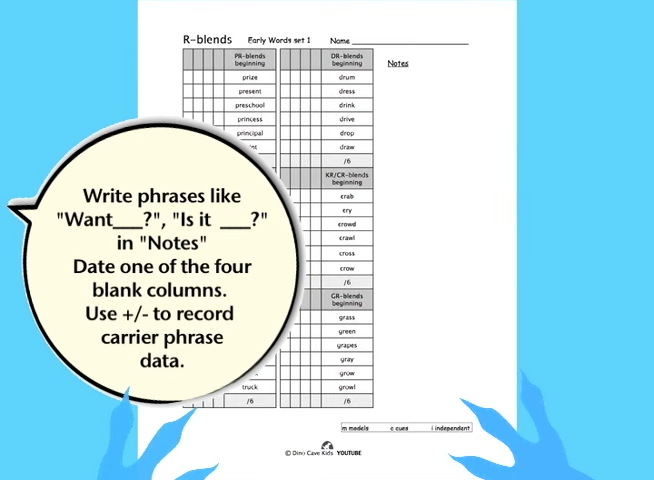 R-blends Early Words set 1 Name
PR-blends
beginning
prize
present
preschool
princess
principal
DR-blends
beginning
drum
dress
drink
drive
drop
draw
/6
KR/CR-blends
beginning
crab
cry
crowd
crawl
cross
crow
/6
GR-blends
beginning
grass
green
grapes
gray
grow
growl
/6
truck
/6
Notes
Write phrases like
"Want___?", "Is it ___?"
in "Notes"
Date one of the four
blank columns.
Use +/- to record
carrier phrase
data.
m models c cues i independent
© Dino Cave Kids YOUTUBE